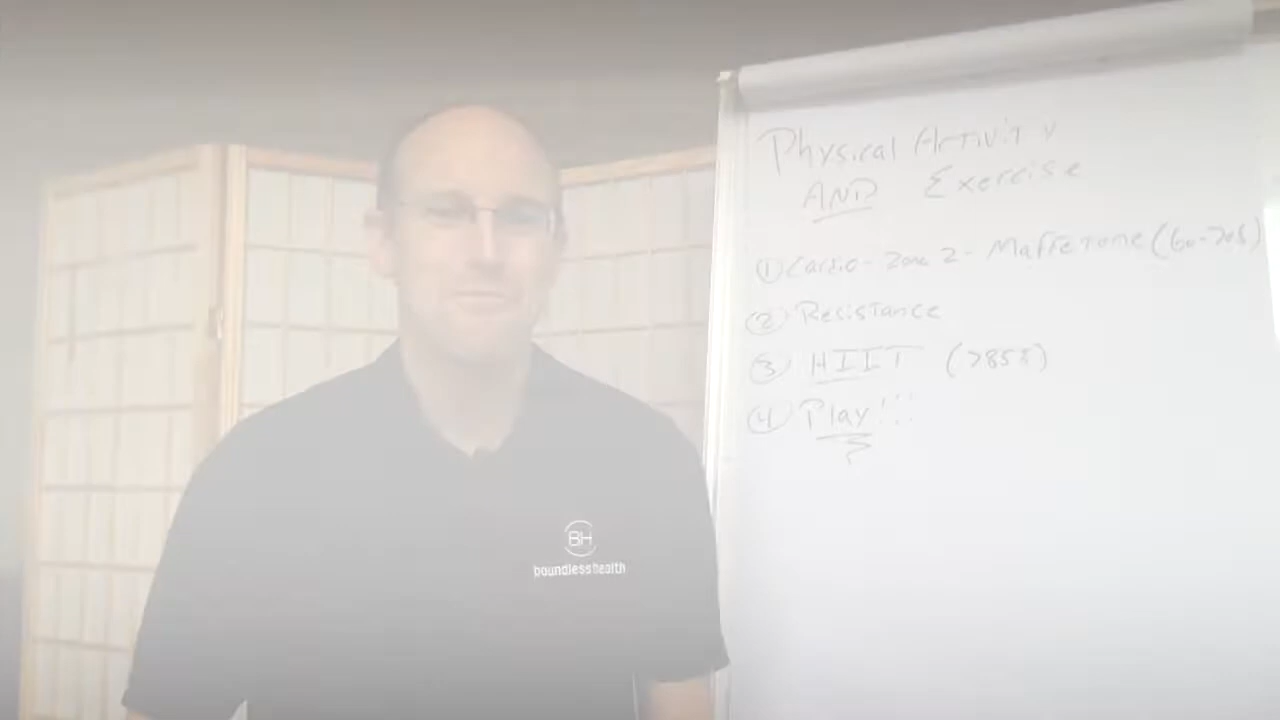 Physical Activity
AND Exercise
① Cardio - Zone 2 - Maffetone (60-70%)
② Resistance
③ HIIT (>85%)
④ Play!!!
BH
boundlesshealth